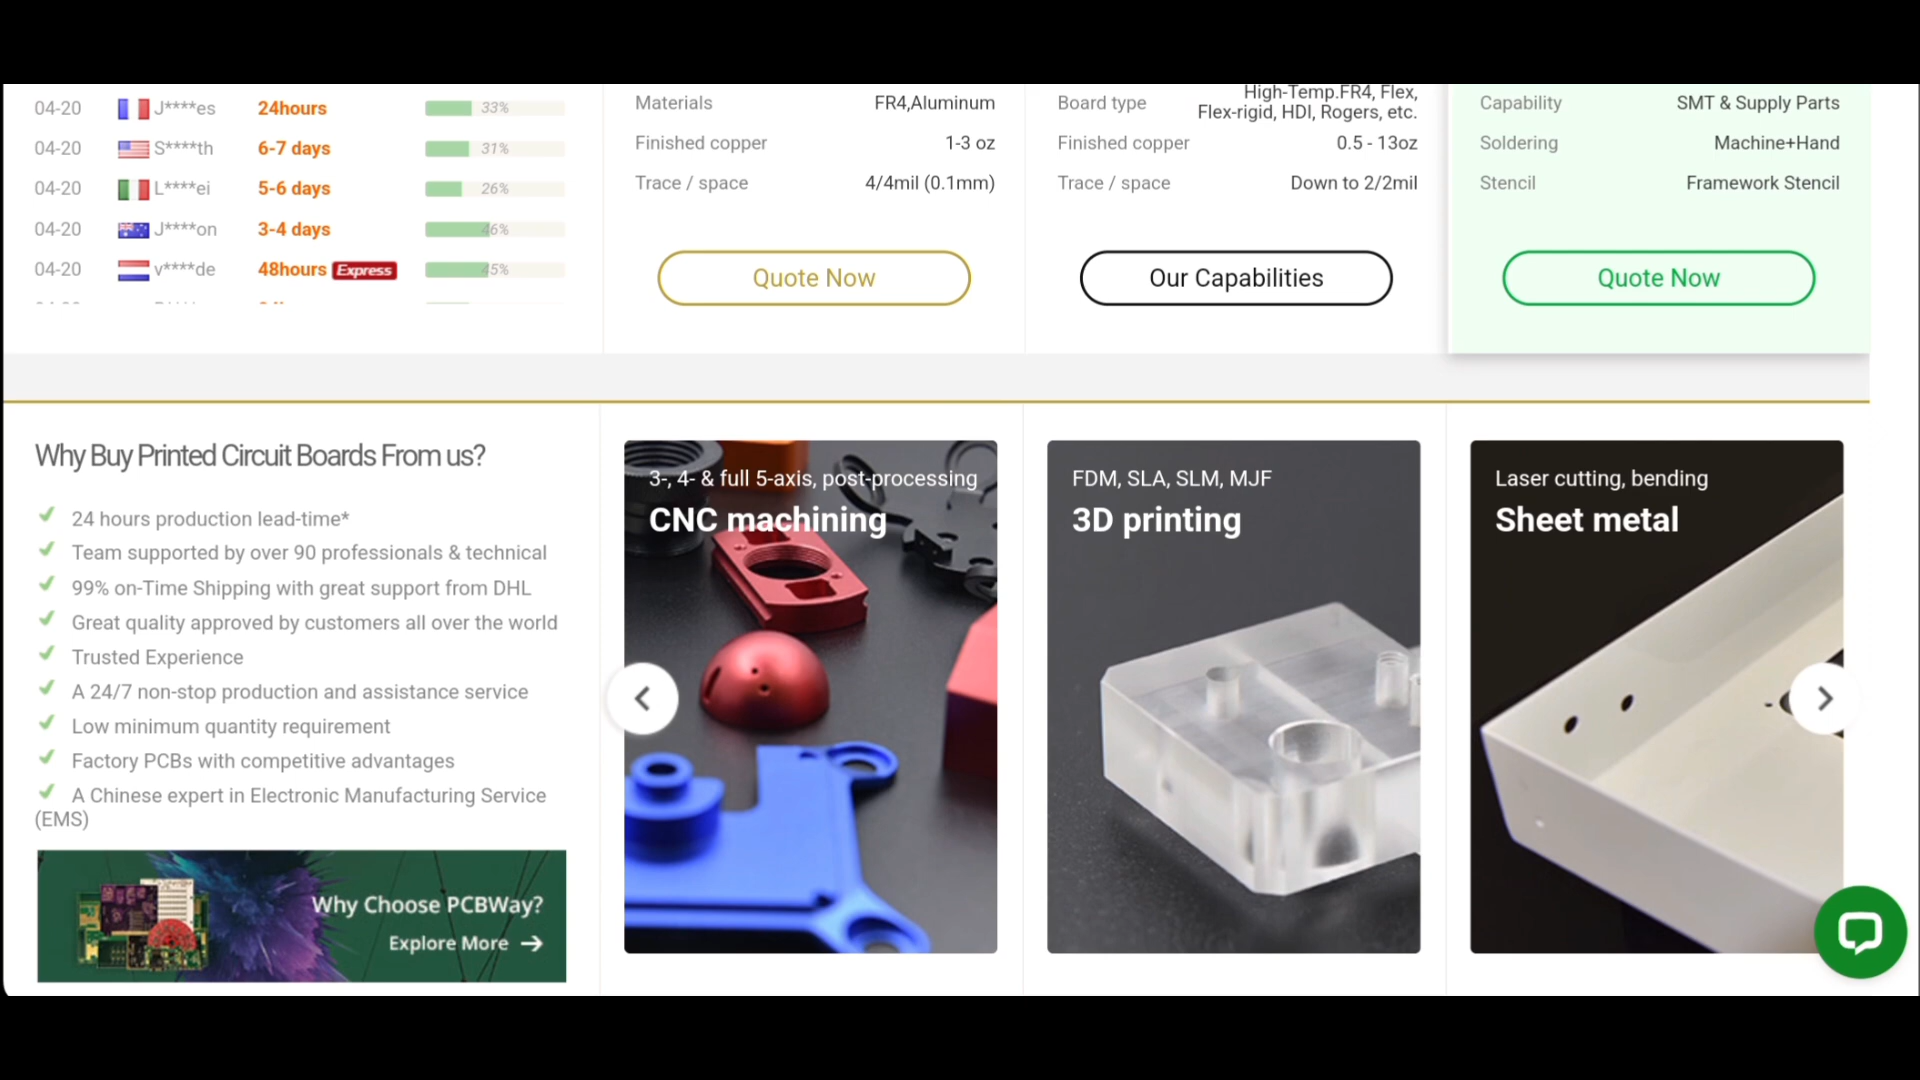 04-20 J****es 24hours 33%
04-20 S****th 6-7 days 31%
04-20 L****ei 5-6 days 26%
04-20 J****on 3-4 days 46%
04-20 v****de 48hours Express 45%
Materials FR4,Aluminum
Finished copper 1-3 oz
Trace / space 4/4mil (0.1mm)
Quote Now
Board type High-Temp.FR4, Flex,
Flex-rigid, HDI, Rogers, etc.
Finished copper 0.5 - 13oz
Trace / space Down to 2/2mil
Our Capabilities
Capability SMT & Supply Parts
Soldering Machine+Hand
Stencil Framework Stencil
Quote Now
Why Buy Printed Circuit Boards From us?
24 hours production lead-time*
Team supported by over 90 professionals & technical
99% on-Time Shipping with great support from DHL
Great quality approved by customers all over the world
Trusted Experience
A 24/7 non-stop production and assistance service
Low minimum quantity requirement
Factory PCBs with competitive advantages
A Chinese expert in Electronic Manufacturing Service
(EMS)
Why Choose PCBWay?
Explore More
3-, 4- & full 5-axis, post-processing
CNC machining
FDM, SLA, SLM, MJF
3D printing
Laser cutting, bending
Sheet metal